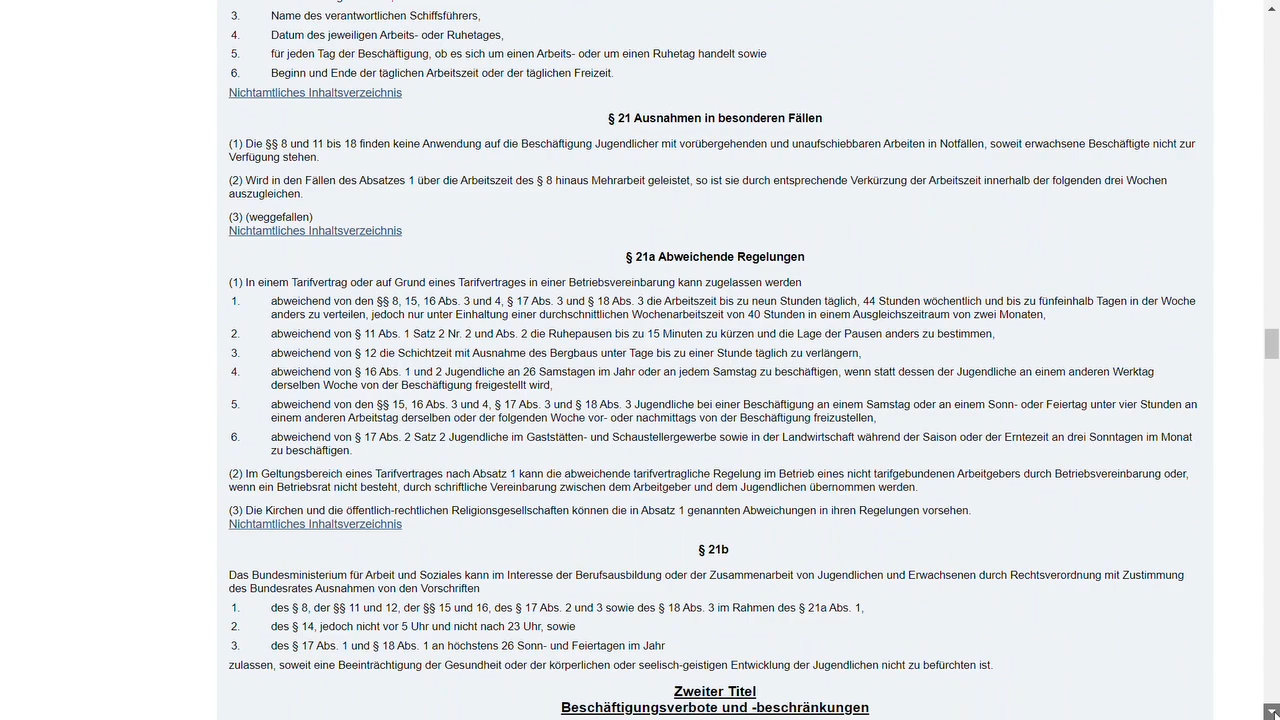 3. Name des verantwortlichen Schiffsführers,
4. Datum des jeweiligen Arbeits- oder Ruhetages,
5. für jeden Tag der Beschäftigung, ob es sich um einen Arbeits- oder um einen Ruhetag handelt sowie
6. Beginn und Ende der täglichen Arbeitszeit oder der täglichen Freizeit.
Nichtamtliches Inhaltsverzeichnis
§ 21 Ausnahmen in besonderen Fällen
(1) Die §§ 8 und 11 bis 18 finden keine Anwendung auf die Beschäftigung Jugendlicher mit vorübergehenden und unaufschiebbaren Arbeiten in Notfällen, soweit erwachsene Beschäftigte nicht zur
Verfügung stehen.
(2) Wird in den Fällen des Absatzes 1 über die Arbeitszeit des § 8 hinaus Mehrarbeit geleistet, so ist sie durch entsprechende Verkürzung der Arbeitszeit innerhalb der folgenden drei Wochen
auszugleichen.
(3) (weggefallen)
Nichtamtliches Inhaltsverzeichnis
§ 21a Abweichende Regelungen
(1) In einem Tarifvertrag oder auf Grund eines Tarifvertrages in einer Betriebsvereinbarung kann zugelassen werden
1. abweichend von den §§ 8, 15, 16 Abs. 3 und 4, § 17 Abs. 3 und § 18 Abs. 3 die Arbeitszeit bis zu neun Stunden täglich, 44 Stunden wöchentlich und bis zu fünfeinhalb Tagen in der Woche
anders zu verteilen, jedoch nur unter Einhaltung einer durchschnittlichen Wochenarbeitszeit von 40 Stunden in einem Ausgleichszeitraum von zwei Monaten,
2. abweichend von § 11 Abs. 1 Satz 2 Nr. 2 und Abs. 2 die Ruhepausen bis zu 15 Minuten zu kürzen und die Lage der Pausen anders zu bestimmen,
3. abweichend von § 12 die Schichtzeit mit Ausnahme des Bergbaus unter Tage bis zu einer Stunde täglich zu verlängern,
4. abweichend von § 16 Abs. 1 und 2 Jugendliche an 26 Samstagen im Jahr oder an jedem Samstag zu beschäftigen, wenn statt dessen der Jugendliche an einem anderen Werktag
derselben Woche von der Beschäftigung freigestellt wird,
5. abweichend von den §§ 15, 16 Abs. 3 und 4, § 17 Abs. 3 und § 18 Abs. 3 Jugendliche bei einer Beschäftigung an einem Samstag oder an einem Sonn- oder Feiertag unter vier Stunden an
einem anderen Arbeitstag derselben oder der folgenden Woche vor- oder nachmittags von der Beschäftigung freizustellen,
6. abweichend von § 17 Abs. 2 Satz 2 Jugendliche im Gaststätten- und Schaustellergewerbe sowie in der Landwirtschaft während der Saison oder der Erntezeit an drei Sonntagen im Monat
zu beschäftigen.
(2) Im Geltungsbereich eines Tarifvertrages nach Absatz 1 kann die abweichende tarifvertragliche Regelung im Betrieb eines nicht tarifgebundenen Arbeitgebers durch Betriebsvereinbarung oder,
wenn ein Betriebsrat nicht besteht, durch schriftliche Vereinbarung zwischen dem Arbeitgeber und dem Jugendlichen übernommen werden.
(3) Die Kirchen und die öffentlich-rechtlichen Religionsgesellschaften können die in Absatz 1 genannten Abweichungen in ihren Regelungen vorsehen.
Nichtamtliches Inhaltsverzeichnis
§ 21b
Das Bundesministerium für Arbeit und Soziales kann im Interesse der Berufsausbildung oder der Zusammenarbeit von Jugendlichen und Erwachsenen durch Rechtsverordnung mit Zustimmung
des Bundesrates Ausnahmen von den Vorschriften
1. des § 8, der §§ 11 und 12, der §§ 15 und 16, des § 17 Abs. 2 und 3 sowie des § 18 Abs. 3 im Rahmen des § 21a Abs. 1,
2. des § 14, jedoch nicht vor 5 Uhr und nicht nach 23 Uhr, sowie
3. des § 17 Abs. 1 und § 18 Abs. 1 an höchstens 26 Sonn- und Feiertagen im Jahr
zulassen, soweit eine Beeinträchtigung der Gesundheit oder der körperlichen oder seelisch-geistigen Entwicklung der Jugendlichen nicht zu befürchten ist.
Zweiter Titel
Beschäftigungsverbote und -beschränkungen